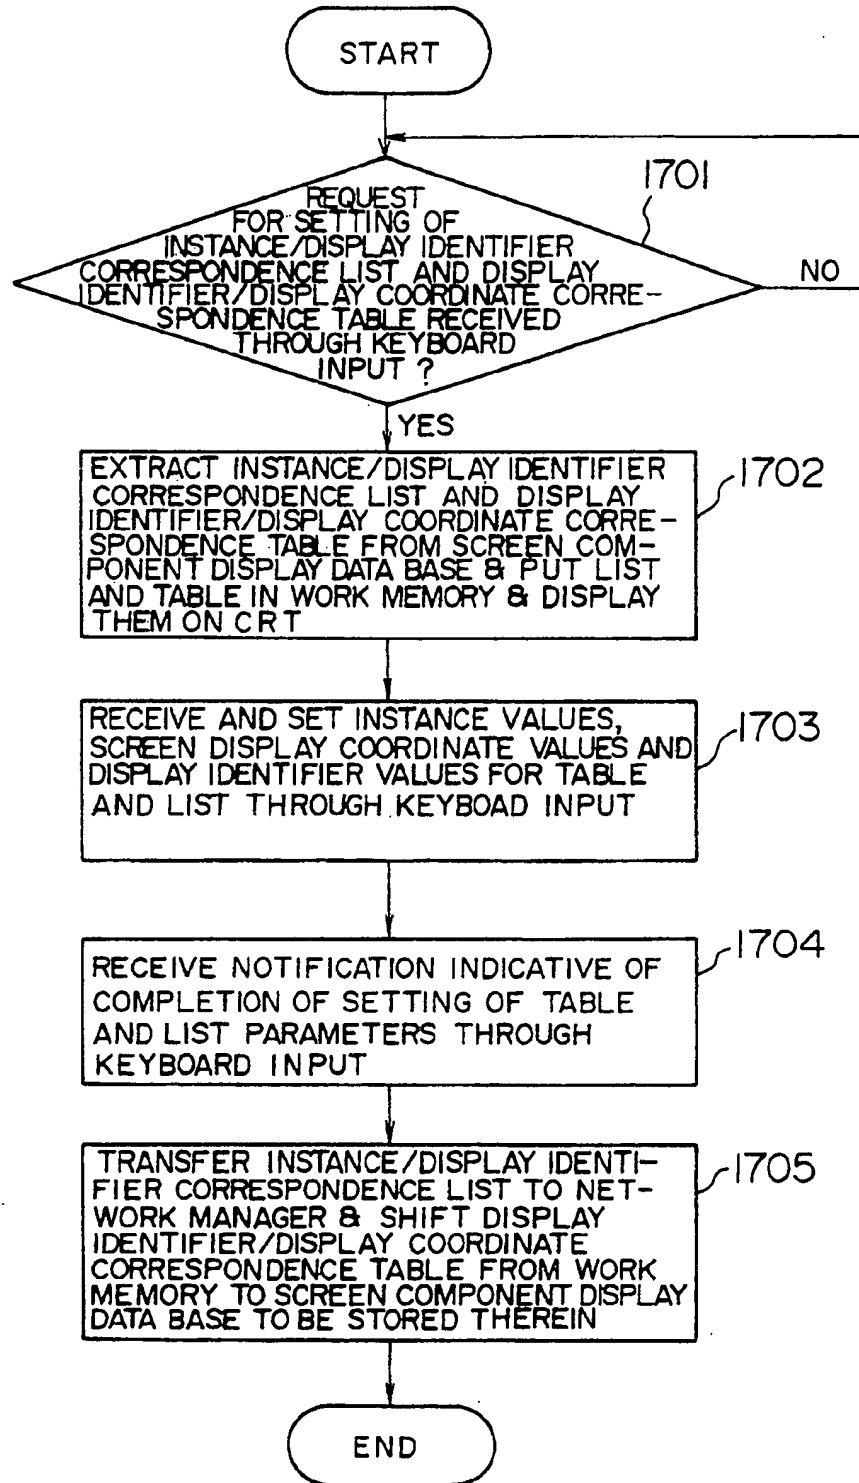 START
1701
REQUEST
FOR SETTING OF
INSTANCE/DISPLAY IDENTIFIER
CORRESPONDENCE LIST AND DISPLAY
IDENTIFIER/DISPLAY COORDINATE CORRE-
SPONDENCE TABLE RECEIVED
THROUGH KEYBOARD
INPUT ?
NO
YES
1702
EXTRACT INSTANCE/DISPLAY IDENTIFIER
CORRESPONDENCE LIST AND DISPLAY
IDENTIFIER/DISPLAY COORDINATE CORRE-
SPONDENCE TABLE FROM SCREEN COM-
PONENT DISPLAY DATA BASE & PUT LIST
AND TABLE IN WORK MEMORY & DISPLAY
THEM ON CRT
1703
RECEIVE AND SET INSTANCE VALUES,
SCREEN DISPLAY COORDINATE VALUES AND
DISPLAY IDENTIFIER VALUES FOR TABLE
AND LIST THROUGH KEYBOAD INPUT
1704
RECEIVE NOTIFICATION INDICATIVE OF
COMPLETION OF SETTING OF TABLE
AND LIST PARAMETERS THROUGH
KEYBOARD INPUT
1705
TRANSFER INSTANCE/DISPLAY IDENTI-
FIER CORRESPONDENCE LIST TO NET-
WORK MANAGER & SHIFT DISPLAY
IDENTIFIER/DISPLAY COORDINATE
CORRESPONDENCE TABLE FROM WORK
MEMORY TO SCREEN COMPONENT DISPLAY
DATA BASE TO BE STORED THEREIN
END